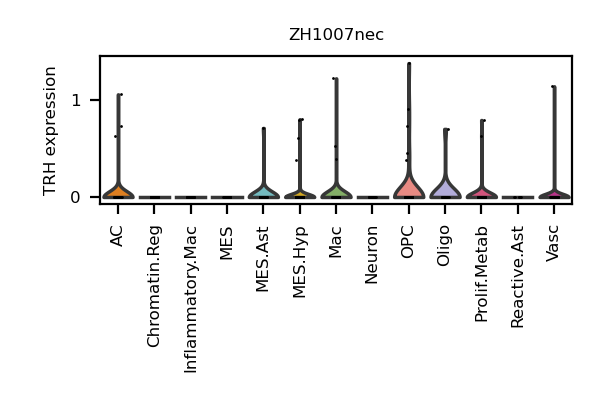 ZH1007nec
TRH expression
1
0
AC
Chromatin.Reg
Inflammatory.Mac
MES
MES.Ast
MES.Hyp
Mac
Neuron
OPC
Oligo
Prolif.Metab
Reactive.Ast
Vasc